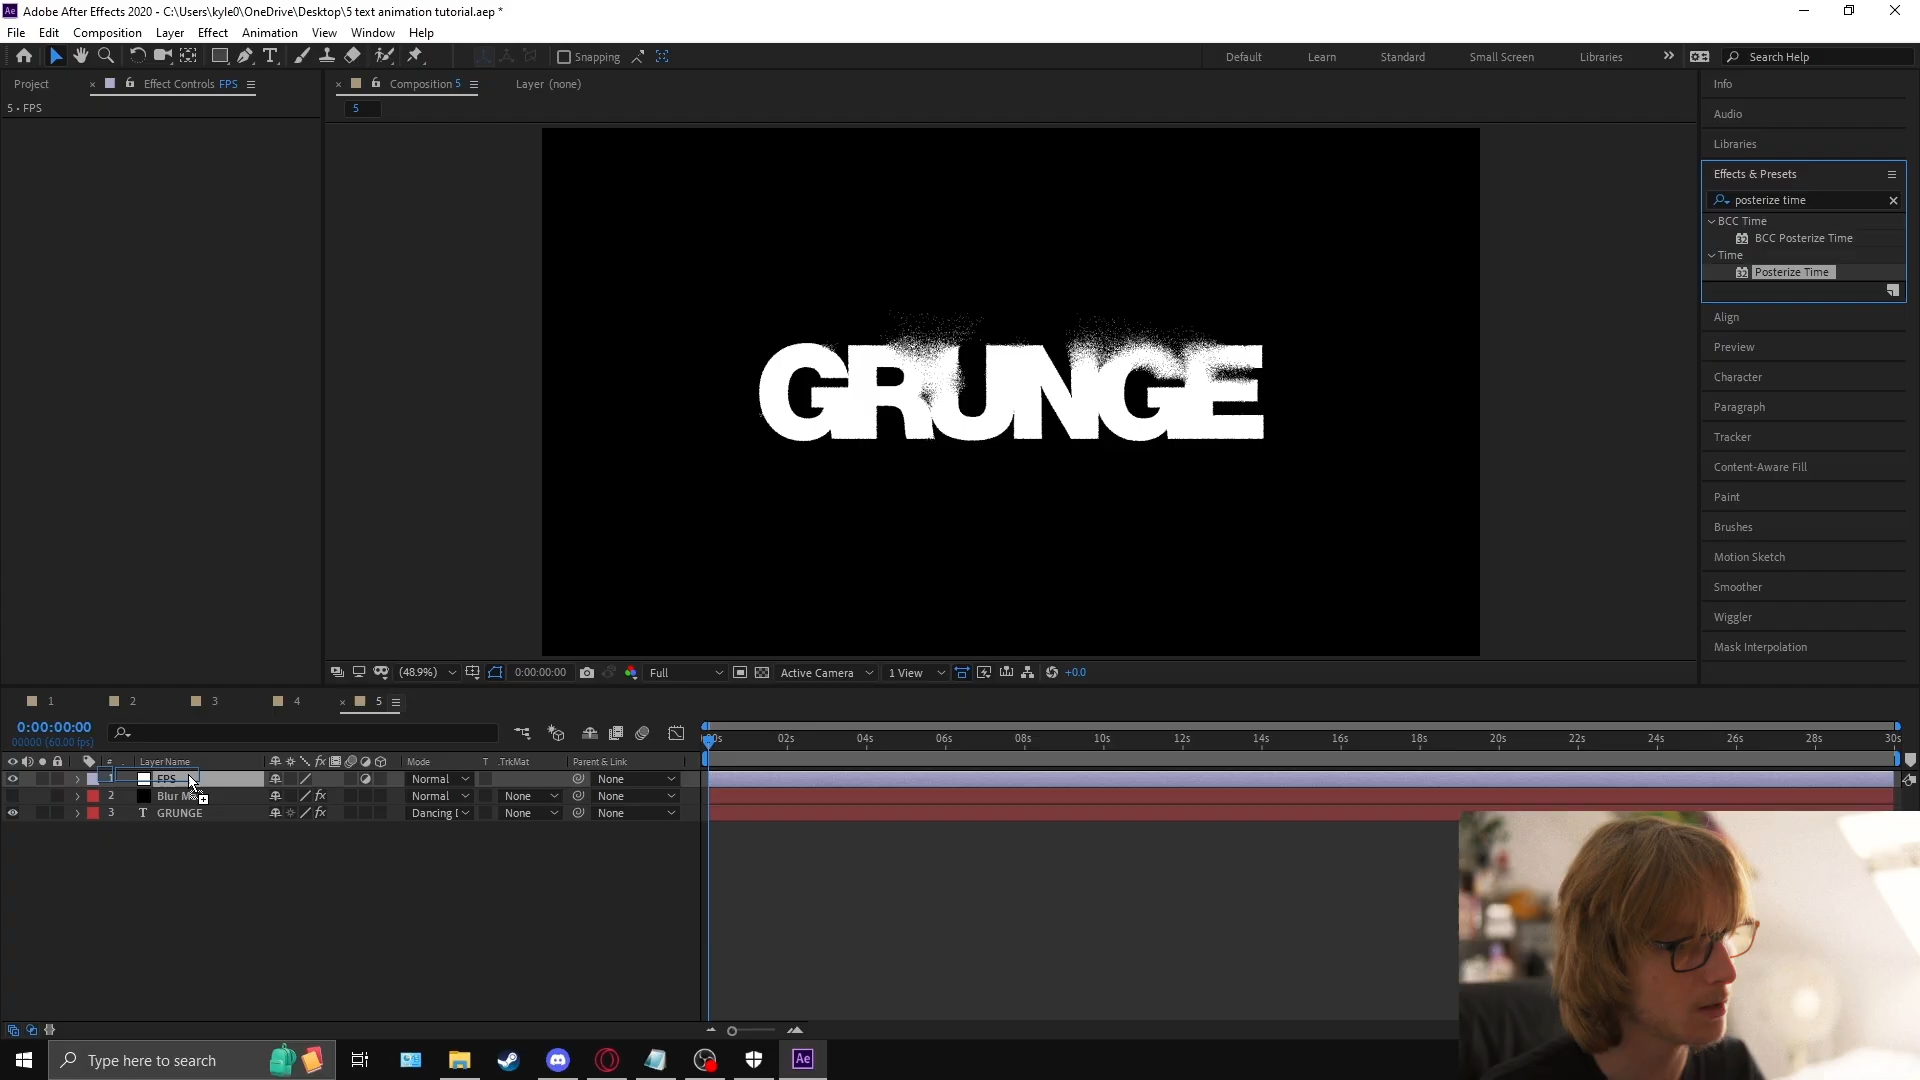 Adobe After Effects 2020 - C:\Users\kyle0\OneDrive\Desktop\5 text animation tutorial.aep *
File Edit Composition Layer Effect Animation View Window Help
Snapping
Default Learn Standard Small Screen Libraries Search Help
Project
Effect Controls FPS
Composition 5
Layer (none)
5 • FPS
5
Info
Audio
Libraries
Effects & Presets
posterize time
BCC Time
BCC Posterize Time
Time
Posterize Time
Align
Preview
Character
Paragraph
Tracker
Content-Aware Fill
Paint
Brushes
Motion Sketch
Smoother
Wiggler
Mask Interpolation
GRUNGE
(48.9%) 0:00:00:00 Full Active Camera 1 View +0.0
1 2 3 4 5
0:00:00:00
00000 (60.00 fps)
00s 02s 04s 06s 08s 10s 12s 14s 16s 18s 20s 22s 24s 26s 28s 30s
# Layer Name Mode T .TrkMat Parent & Link
1 FPS Normal None
2 Blur Normal None None
3 T GRUNGE Dancing None None
Type here to search
Ae